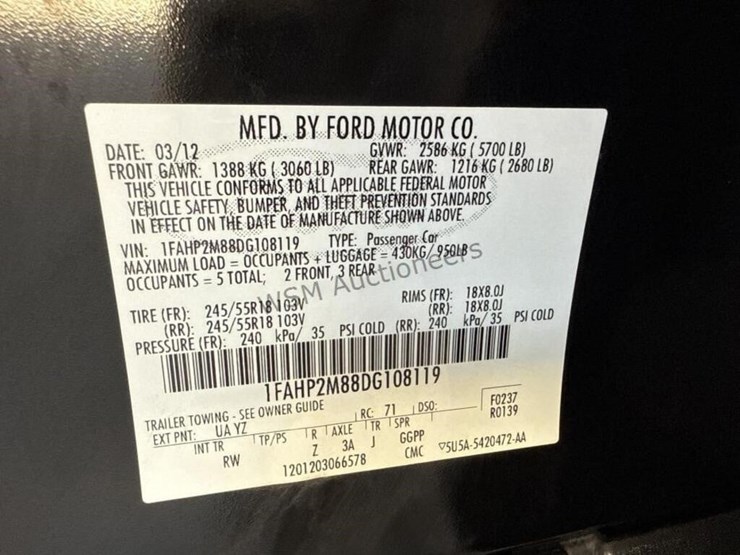 MFD. BY FORD MOTOR CO.
DATE: 03/12 GVWR: 2586 KG ( 5700 LB)
FRONT GAWR: 1388 KG ( 3060 LB) REAR GAWR: 1216 KG ( 2680 LB)
THIS VEHICLE CONFORMS TO ALL APPLICABLE FEDERAL MOTOR
VEHICLE SAFETY, BUMPER, AND THEFT PREVENTION STANDARDS
IN EFFECT ON THE DATE OF MANUFACTURE SHOWN ABOVE.
VIN: 1FAHP2M88DG108119 TYPE: Passenger Car
MAXIMUM LOAD = OCCUPANTS + LUGGAGE = 430KG/950LB
OCCUPANTS = 5 TOTAL; 2 FRONT, 3 REAR
WSM Auctioneers
TIRE (FR): 245/55R18 103V RIMS (FR): 18X8.0J
(RR): 245/55R18 103V (RR): 18X8.0J
PRESSURE (FR): 240 kPa/ 35 PSI COLD (RR): 240 kPa/ 35 PSI COLD
1FAHP2M88DG108119
TRAILER TOWING - SEE OWNER GUIDE
EXT PNT: UA YZ RC: 71 DSO: F0237
R0139
INT TR TP/PS R AXLE TR SPR
RW Z 3A J GGPP
1201203066578 CMC ▽5U5A-5420472-AA